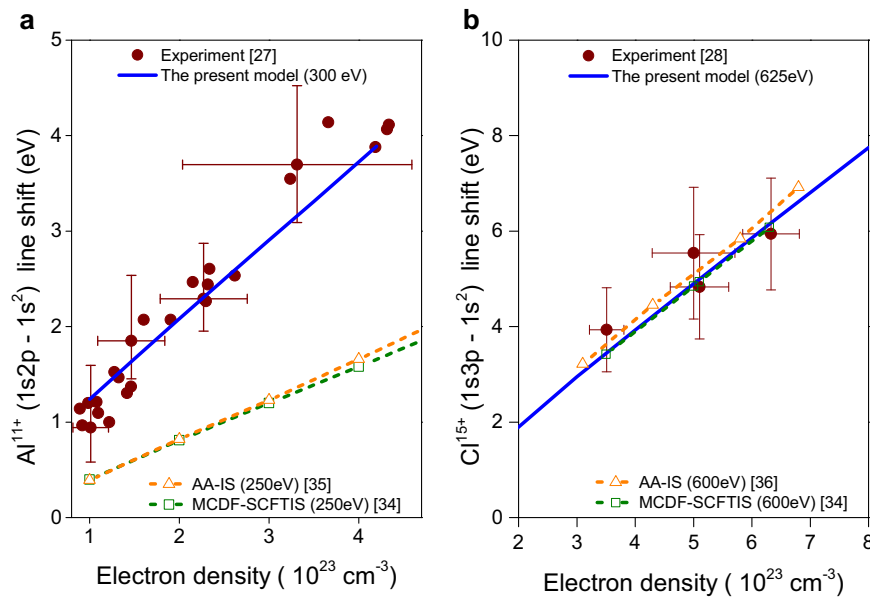 a
Experiment [27]
The present model (300 eV)
Al¹¹⁺ (1s2p - 1s²) line shift (eV)
5
4
3
2
1
0
AA-IS (250eV) [35]
MCDF-SCFTIS (250eV) [34]
1 2 3 4
Electron density ( 10²³ cm⁻³)
b
Experiment [28]
The present model (625eV)
Cl¹⁵⁺ (1s3p - 1s²) line shift (eV)
10
8
6
4
2
0
AA-IS (600eV) [36]
MCDF-SCFTIS (600eV) [34]
2 3 4 5 6 7 8
Electron density ( 10²³ cm⁻³)